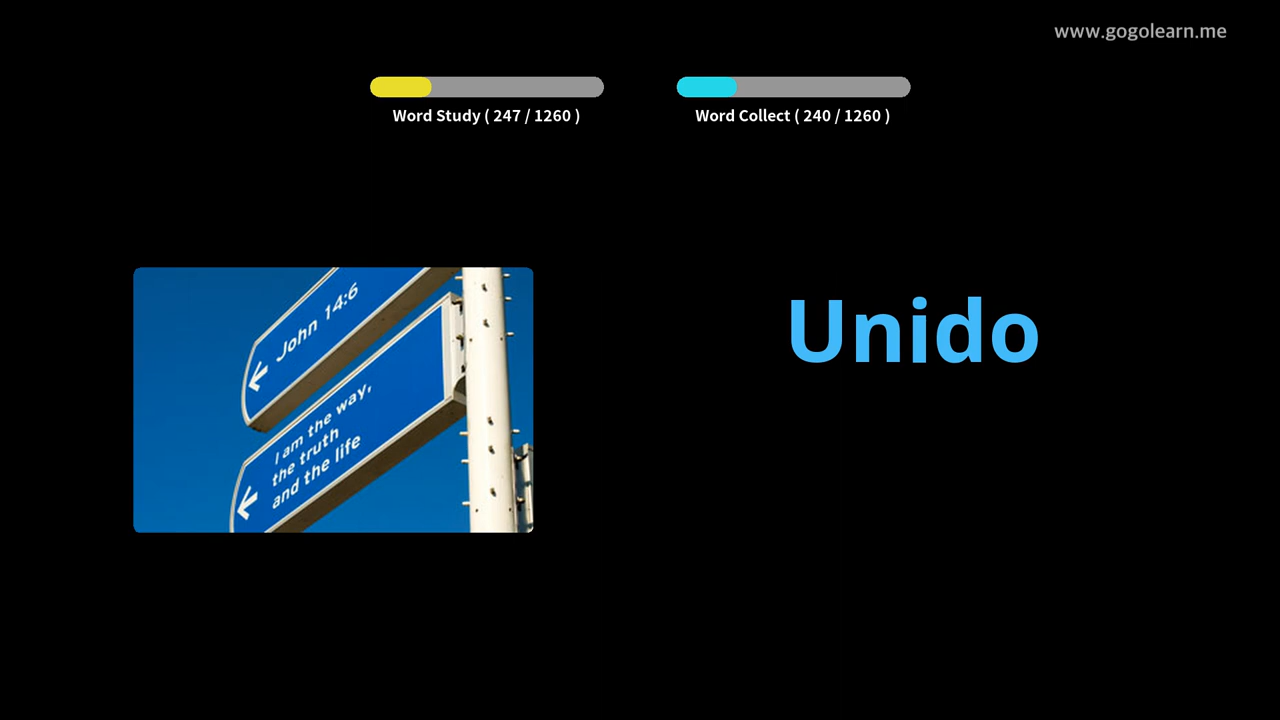 www.gogolearn.me
Word Study ( 247 / 1260 )
Word Collect ( 240 / 1260 )
John 14:6
I am the way,
the truth
and the life
Unido